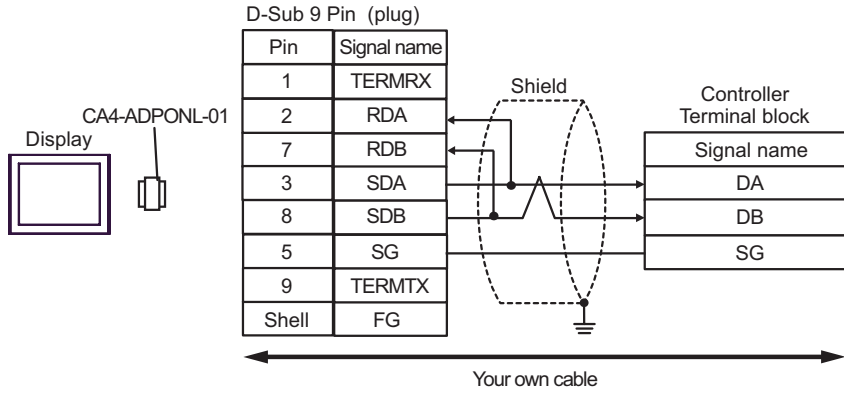 D-Sub 9 Pin (plug)
Pin Signal name
1 TERMRX
2 RDA
7 RDB
3 SDA
8 SDB
5 SG
9 TERMTX
Shell FG
CA4-ADPONL-01
Display
Shield
Controller
Terminal block
Signal name
DA
DB
SG
Your own cable